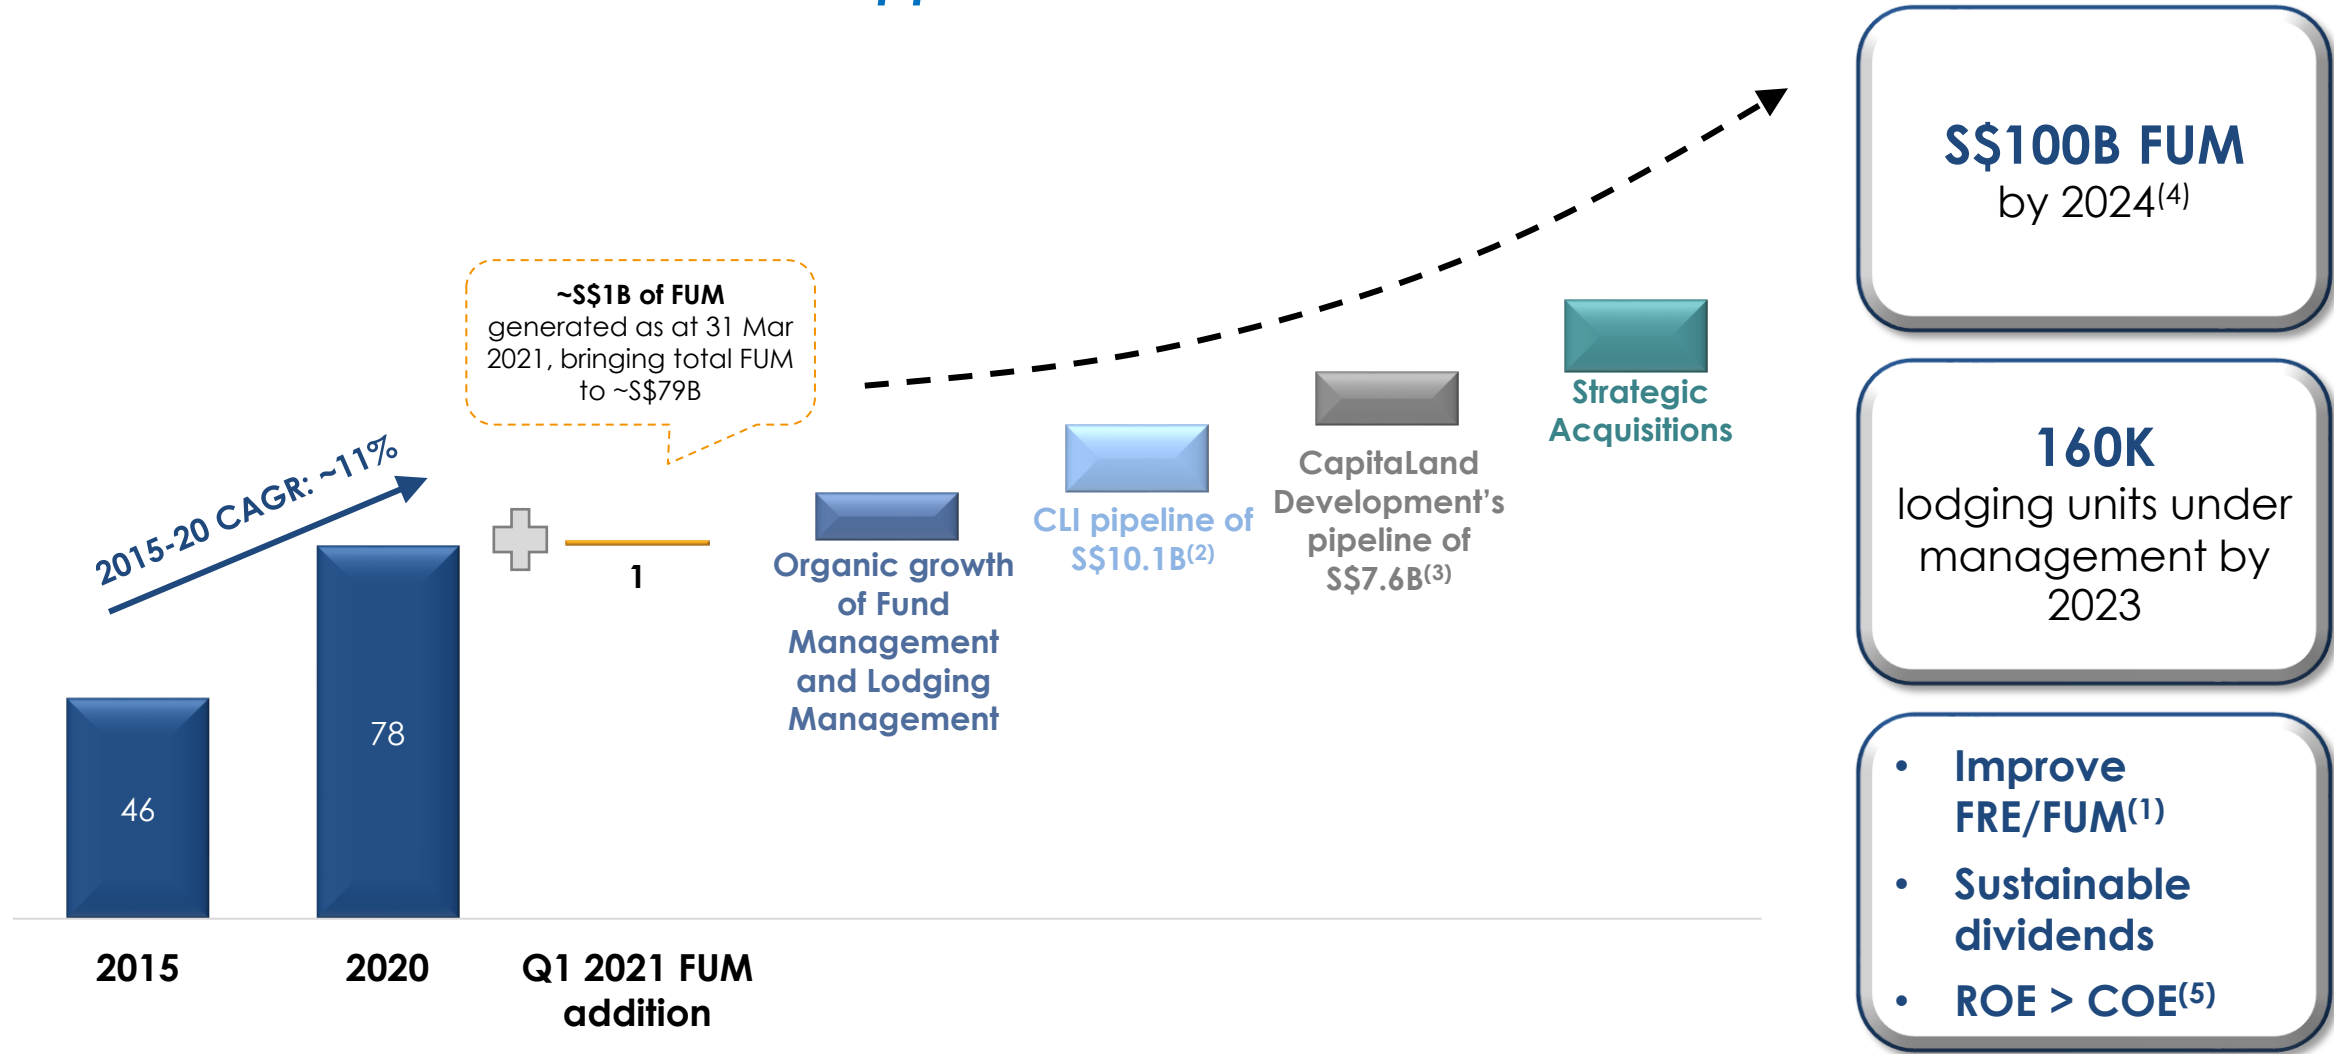 2015-20 CAGR: ~11%
46
2015
78
2020
~S$1B of FUM
generated as at 31 Mar
2021, bringing total FUM
to ~S$79B
1
Q1 2021 FUM
addition
Organic growth
of Fund
Management
and Lodging
Management
CLI pipeline of
S$10.1B(2)
CapitaLand
Development’s
pipeline of
S$7.6B(3)
Strategic
Acquisitions
S$100B FUM
by 2024(4)
160K
lodging units under
management by
2023
• Improve
FRE/FUM(1)
• Sustainable
dividends
• ROE > COE(5)